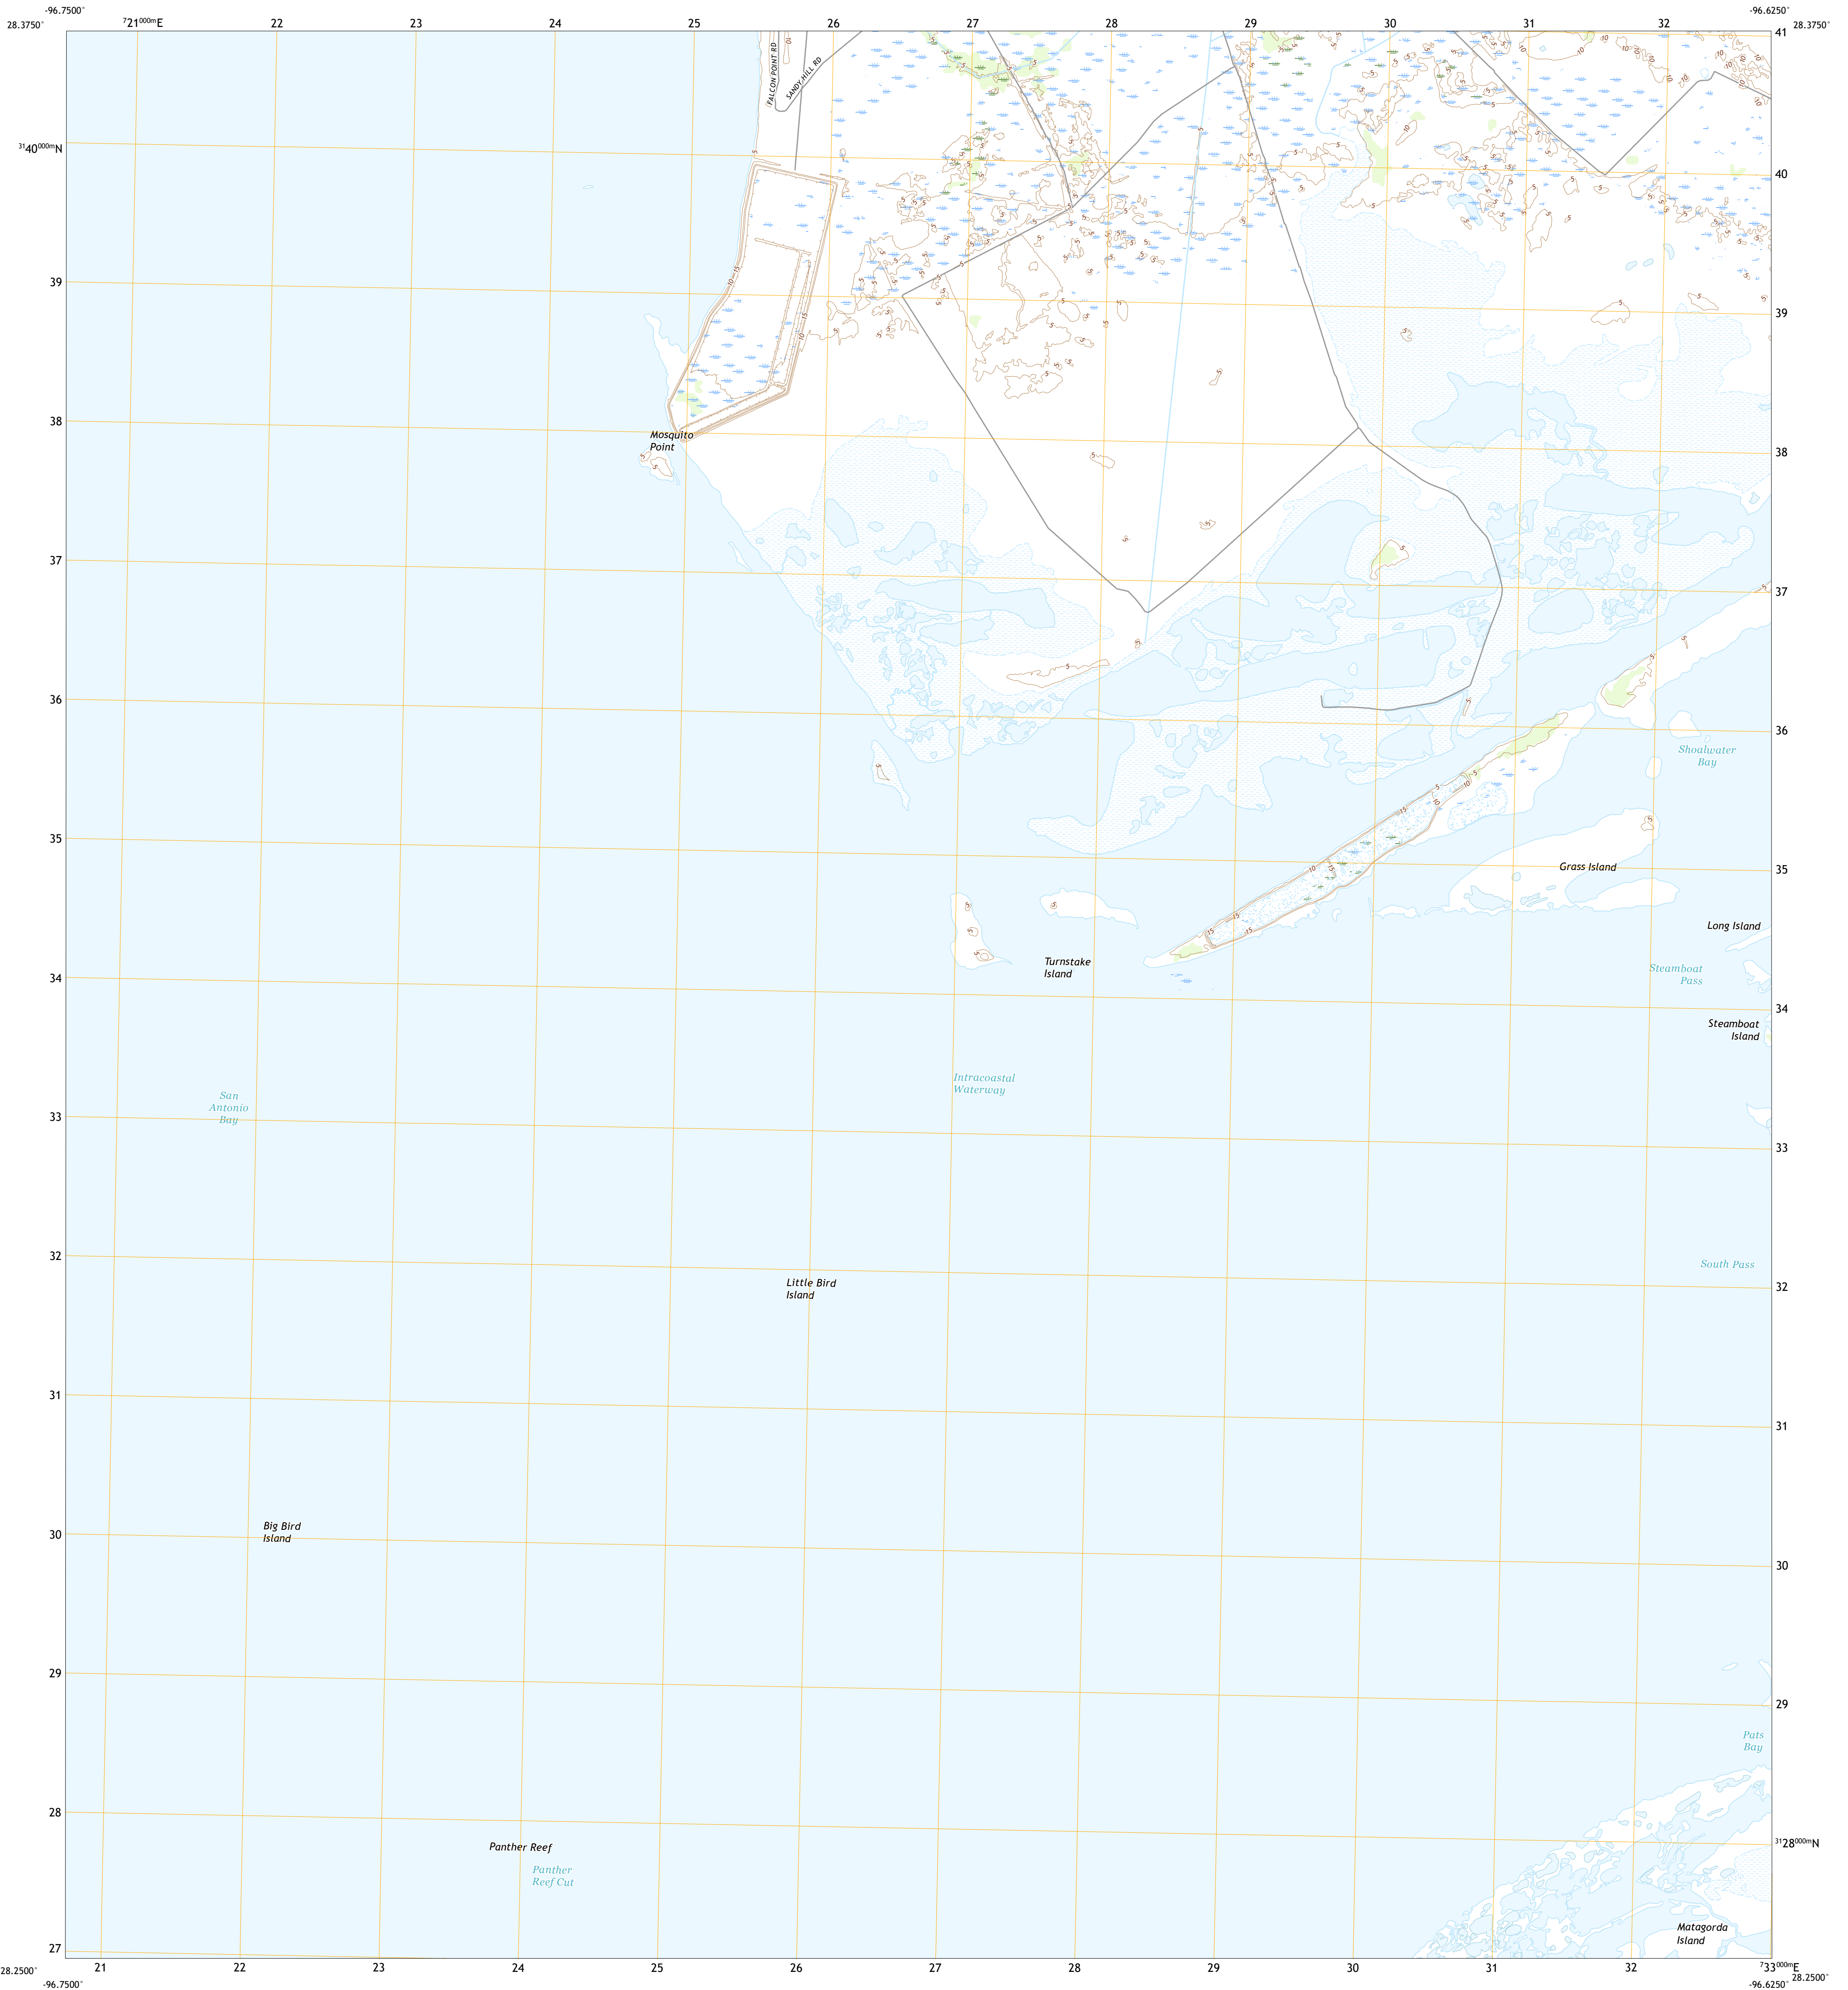 -96.7500°
-96.6250°
28.3750°
⁷21⁰⁰⁰ᵐE
22
23
24
25
26
27
28
29
30
31
32
41
28.3750°
FALCON POINT RD
SANDY HILL RD
³¹40⁰⁰⁰ᵐN
40
39
39
38
38
Mosquito
Point
37
37
36
36
Shoalwater
Bay
35
35
Grass Island
Long Island
Turnstake
Island
Steamboat
Pass
34
34
Steamboat
Island
Intracoastal
Waterway
San
Antonio
Bay
33
33
South Pass
32
32
Little Bird
Island
31
31
Big Bird
Island
30
30
29
29
Pats
Bay
28
³¹28⁰⁰⁰ᵐN
Panther Reef
Panther
Reef Cut
Matagorda
Island
27
28.2500°
21
22
23
24
25
26
27
28
29
30
31
32
⁷33⁰⁰⁰ᵐE
28.2500°
-96.7500°
-96.6250°